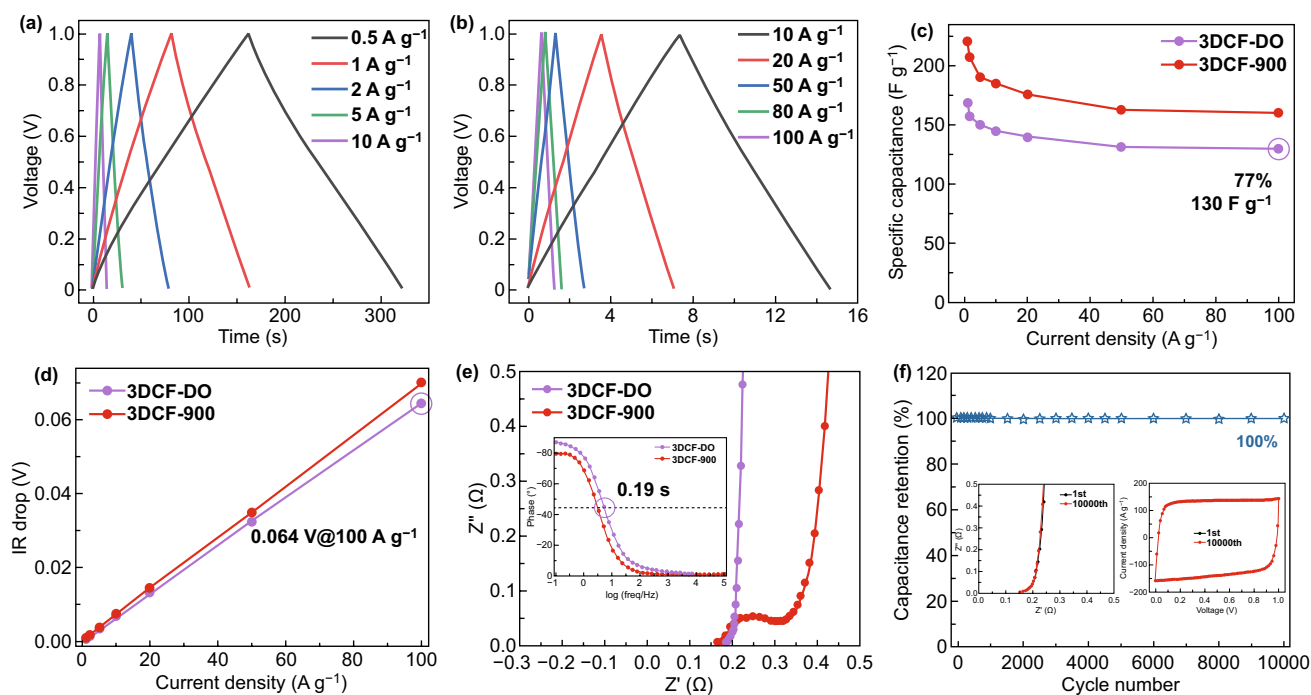 (a)
1.0
0.8
0.6
0.4
0.2
0
Voltage (V)
0.5 A g⁻¹
1 A g⁻¹
2 A g⁻¹
5 A g⁻¹
10 A g⁻¹
0 100 200 300
Time (s)
(b)
1.0
0.8
0.6
0.4
0.2
0
Voltage (V)
10 A g⁻¹
20 A g⁻¹
50 A g⁻¹
80 A g⁻¹
100 A g⁻¹
0 4 8 12 16
Time (s)
(c)
200
150
100
50
0
Specific capacitance (F g⁻¹)
3DCF-DO
3DCF-900
77%
130 F g⁻¹
0 20 40 60 80 100
Current density (A g⁻¹)
(d)
0.06
0.04
0.02
0.00
IR drop (V)
3DCF-DO
3DCF-900
0.064 V@100 A g⁻¹
0 20 40 60 80 100
Current density (A g⁻¹)
(e)
0.5
0.4
0.3
0.2
0.1
0
Z" (Ω)
3DCF-DO
3DCF-900
−80
−60
−40
−20
0
Phase (°)
3DCF-DO
3DCF-900
0.19 s
−1 0 1 2 3 4 5
log (freq/Hz)
−0.3 −0.2 −0.1 0.0 0.1 0.2 0.3 0.4 0.5
Z' (Ω)
(f)
120
100
80
60
40
20
0
Capacitance retention (%)
100%
0.5
0.4
0.3
0.2
0.1
0.0
Z" (Ω)
1st
10000th
0.0 0.1 0.2 0.3 0.4 0.5
Z' (Ω)
200
100
0
−100
−200
Current density (A g⁻¹)
1st
10000th
0.0 0.2 0.4 0.6 0.8 1.0
Voltage (V)
0 2000 4000 6000 8000 10000
Cycle number